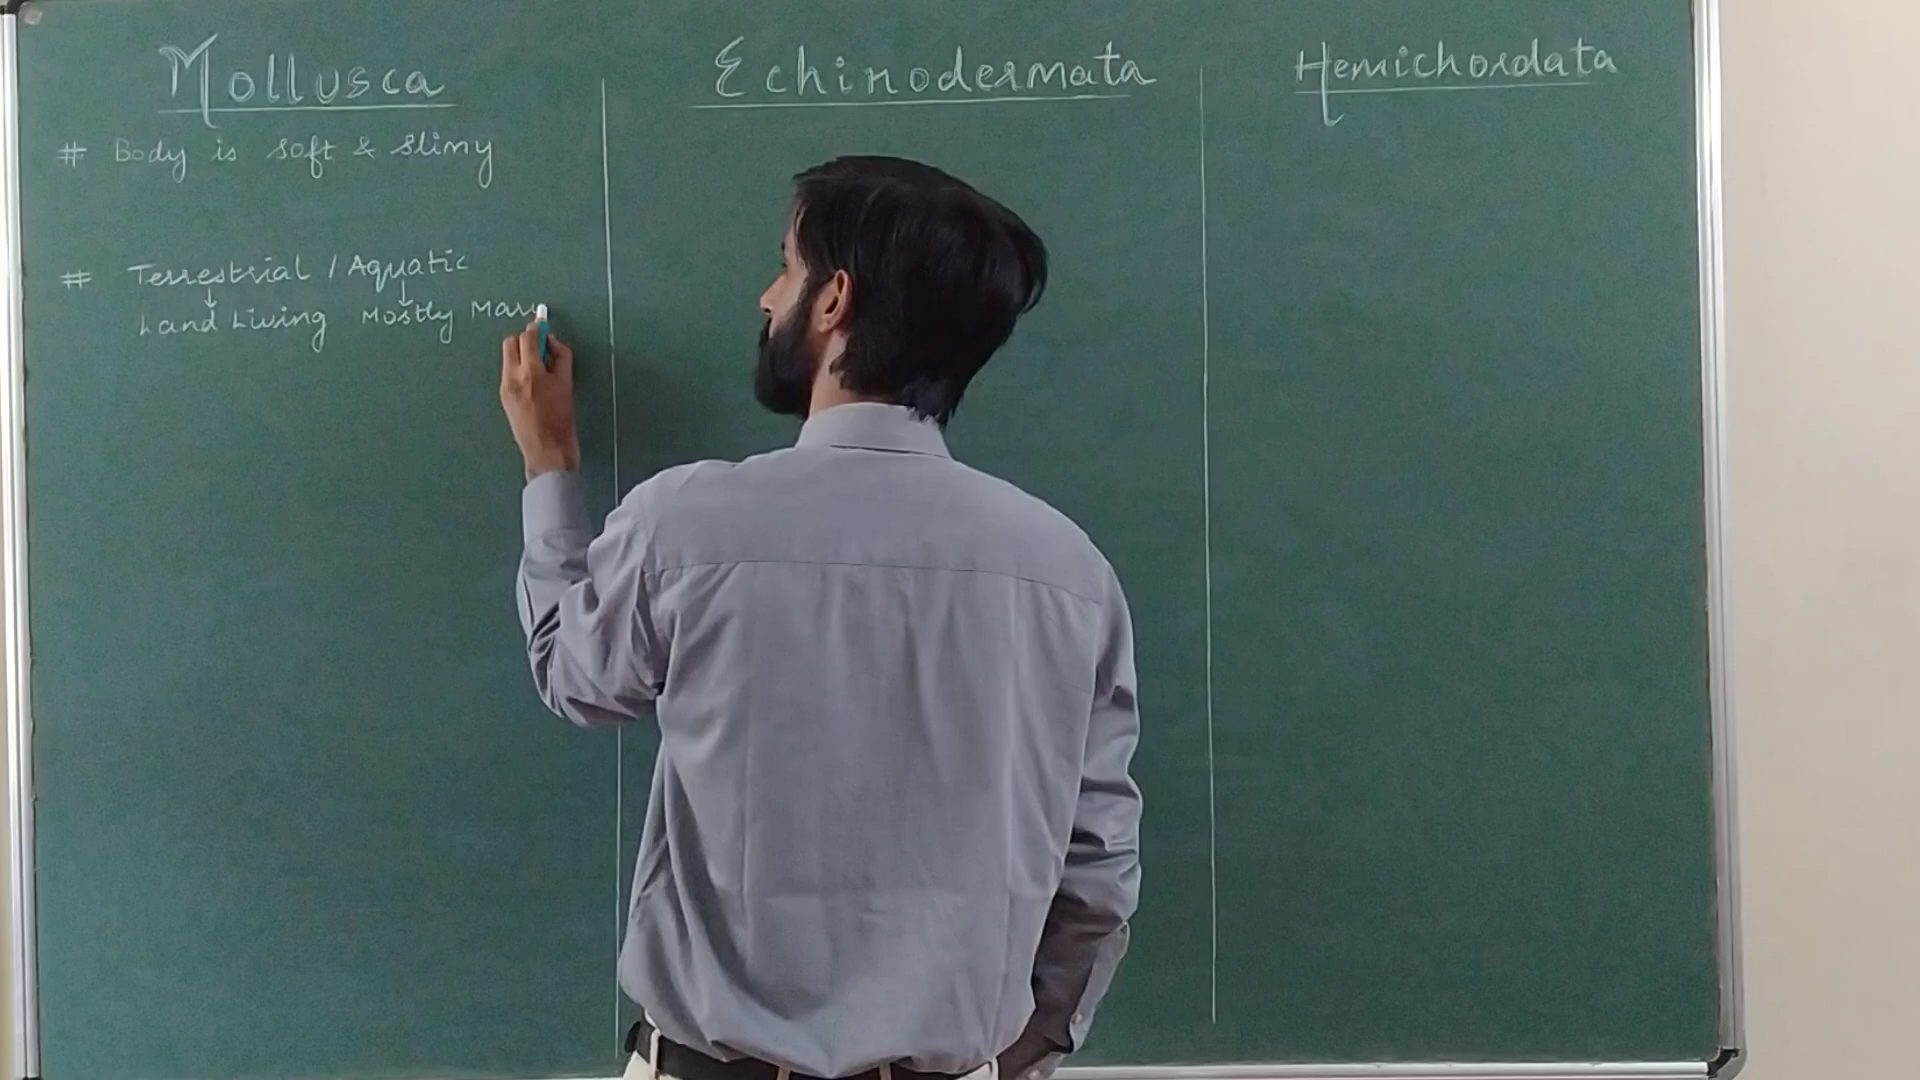 Mollusca
# Body is soft & slimy
# Terrestrial / Aquatic
↓ ↓
Land Living Mostly
Echinodermata
Hemichordata